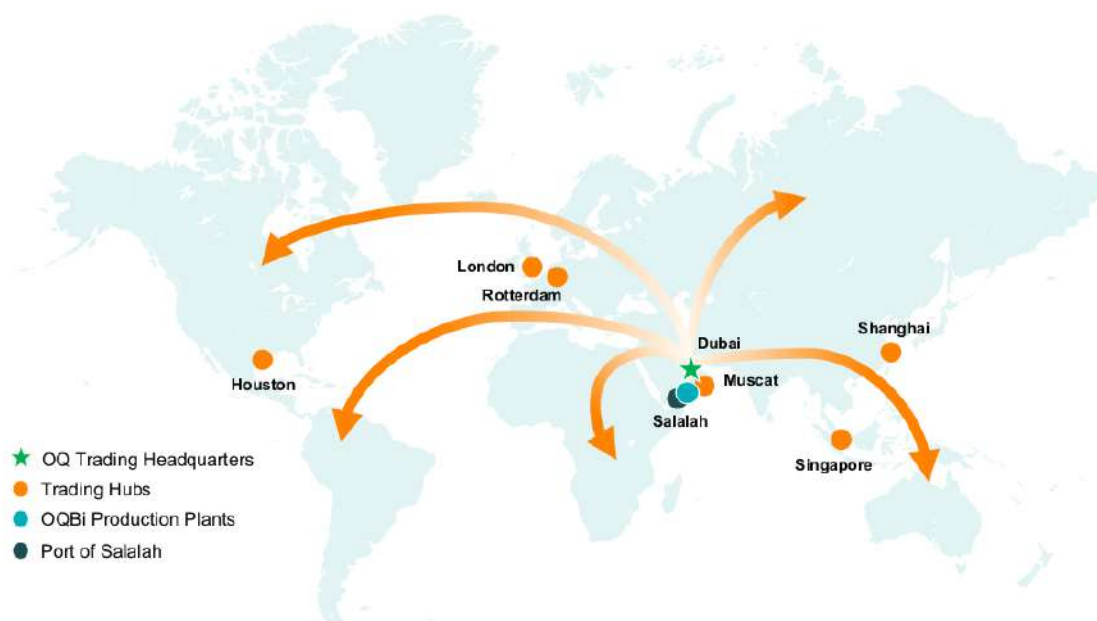 London
Rotterdam
Houston
Dubai
Muscat
Salalah
Shanghai
Singapore
OQ Trading Headquarters
Trading Hubs
OQBi Production Plants
Port of Salalah